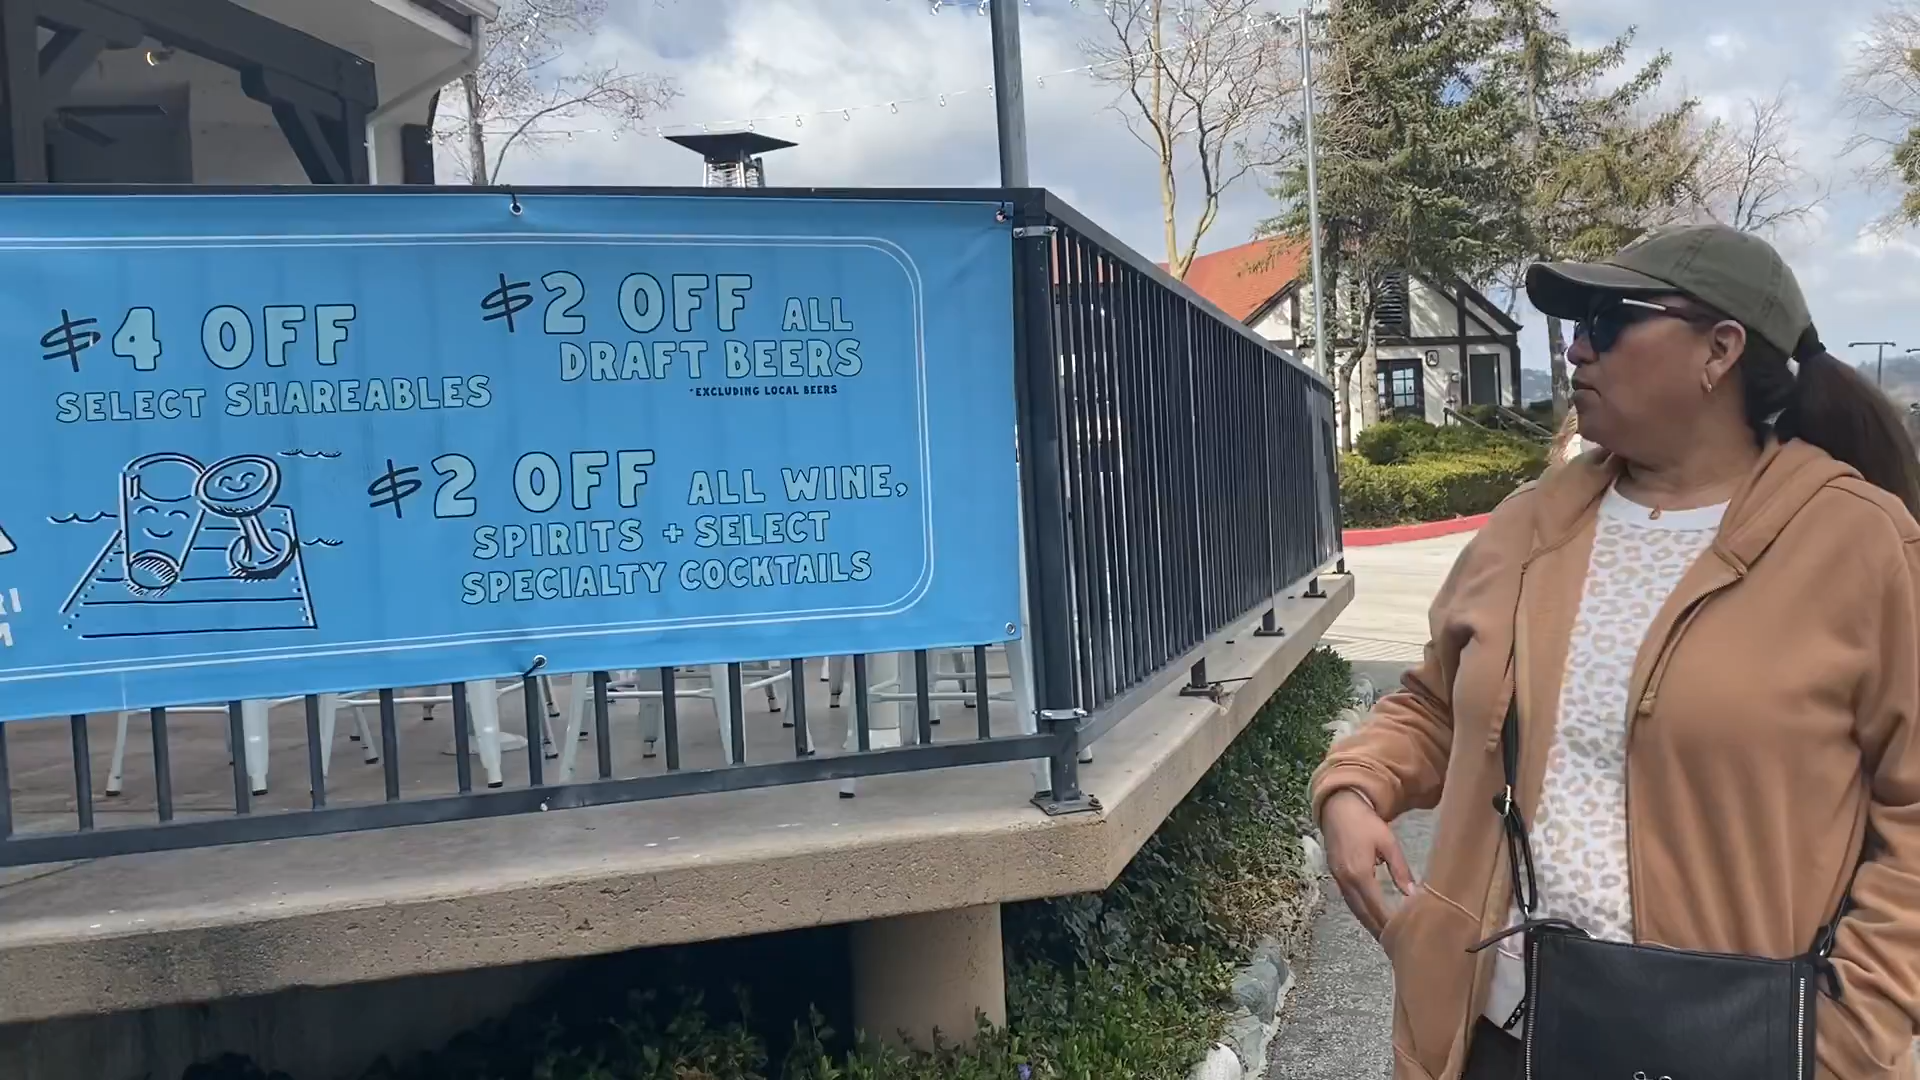 $4 OFF
SELECT SHAREABLES
$2 OFF ALL
DRAFT BEERS
*EXCLUDING LOCAL BEERS
$2 OFF ALL WINE,
SPIRITS + SELECT
SPECIALTY COCKTAILS